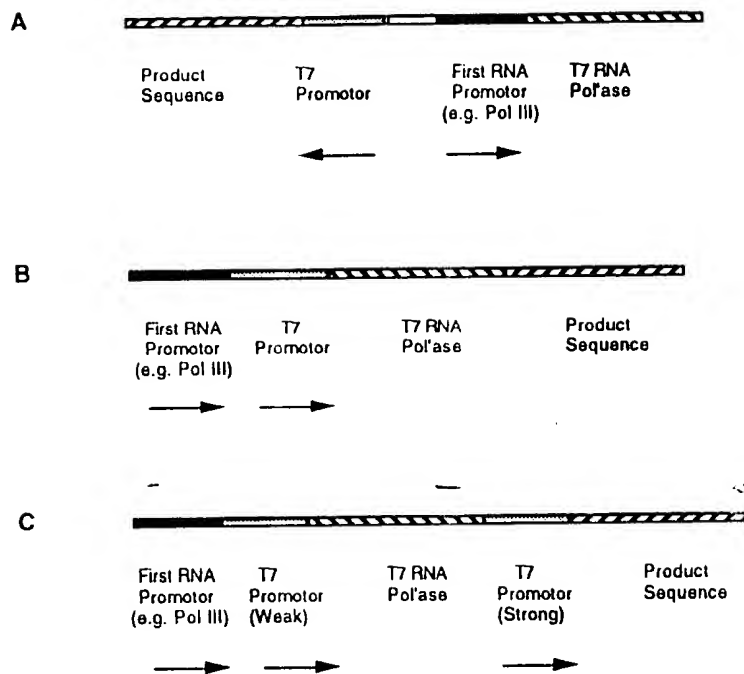 A
Product
Sequence
T7
Promotor
First RNA
Promotor
(e.g. Pol III)
T7 RNA
Pol'ase
B
First RNA
Promotor
(e.g. Pol III)
T7
Promotor
T7 RNA
Pol'ase
Product
Sequence
C
First RNA
Promotor
(e.g. Pol III)
T7
Promotor
(Weak)
T7 RNA
Pol'ase
T7
Promotor
(Strong)
Product
Sequence